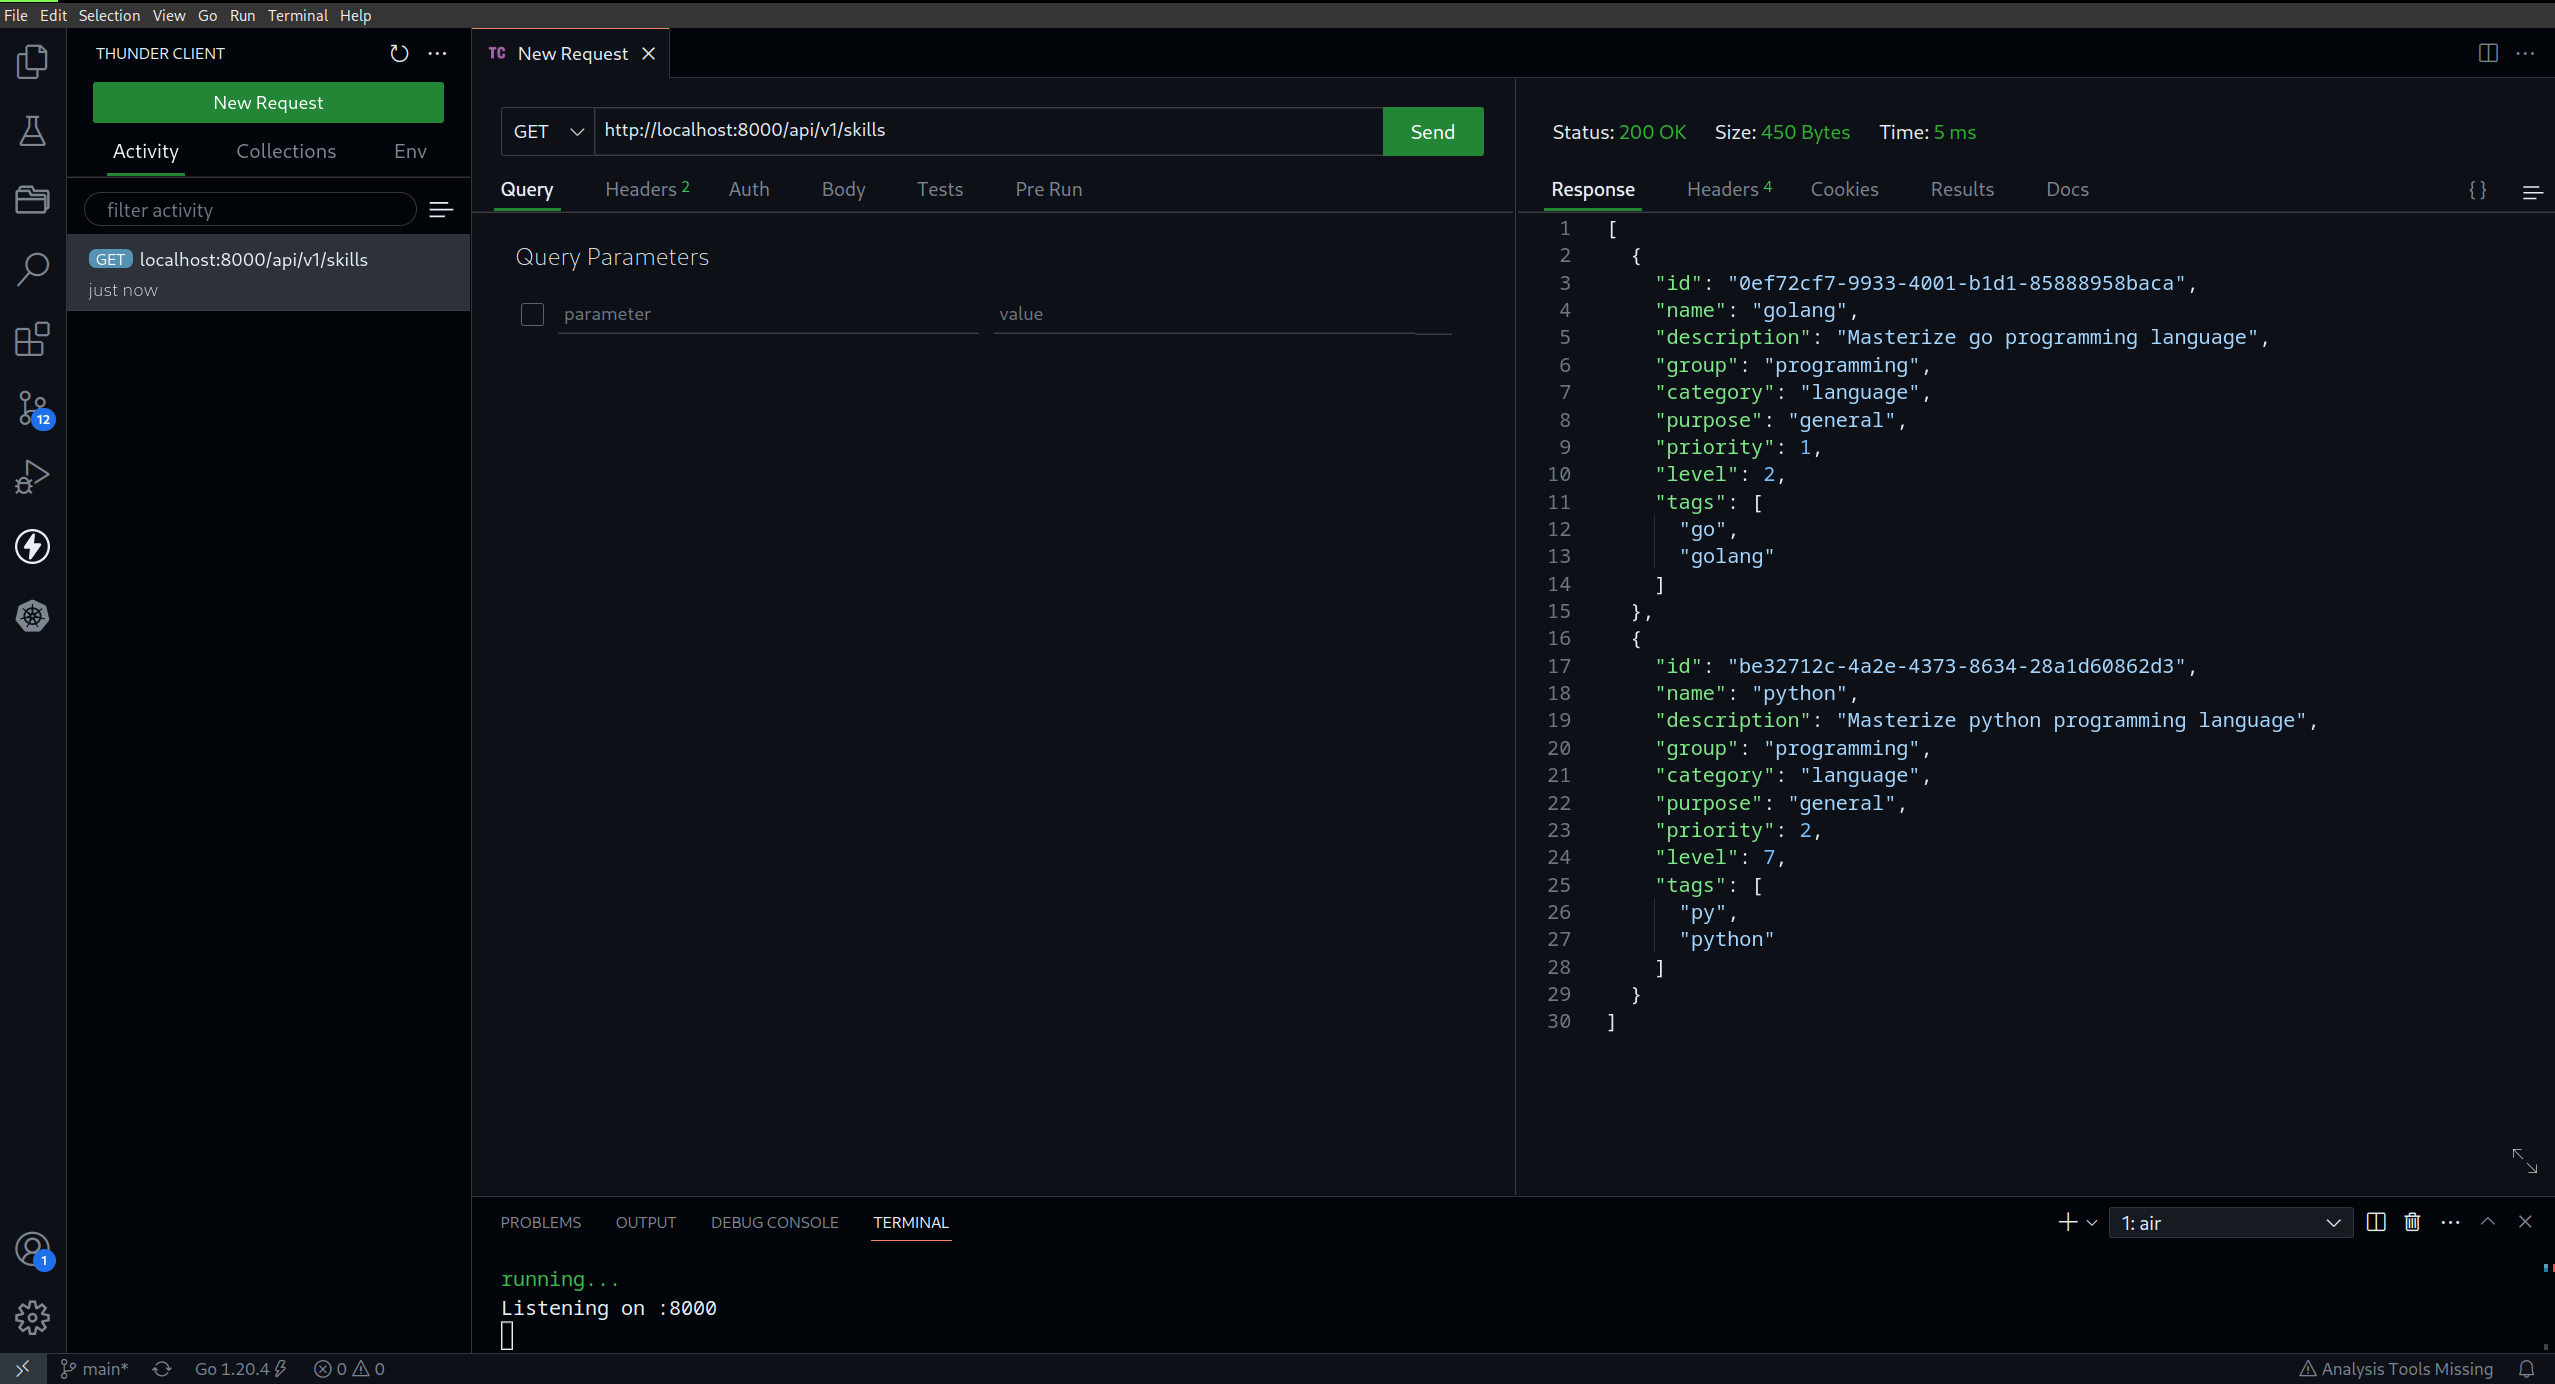 File Edit Selection View Go Run Terminal Help
THUNDER CLIENT
New Request
Activity Collections Env
filter activity
GET localhost:8000/api/v1/skills
just now
12
1
TC New Request
GET http://localhost:8000/api/v1/skills Send
Query Headers 2 Auth Body Tests Pre Run
Query Parameters
parameter value
Status: 200 OK Size: 450 Bytes Time: 5 ms
Response Headers 4 Cookies Results Docs {}
1 [
2 {
3 "id": "0ef72cf7-9933-4001-b1d1-85888958baca",
4 "name": "golang",
5 "description": "Masterize go programming language",
6 "group": "programming",
7 "category": "language",
8 "purpose": "general",
9 "priority": 1,
10 "level": 2,
11 "tags": [
12 "go",
13 "golang"
14 ]
15 },
16 {
17 "id": "be32712c-4a2e-4373-8634-28a1d60862d3",
18 "name": "python",
19 "description": "Masterize python programming language",
20 "group": "programming",
21 "category": "language",
22 "purpose": "general",
23 "priority": 2,
24 "level": 7,
25 "tags": [
26 "py",
27 "python"
28 ]
29 }
30 ]
PROBLEMS OUTPUT DEBUG CONSOLE TERMINAL
1: air
running...
Listening on :8000
main* Go 1.20.4 0 0 Analysis Tools Missing